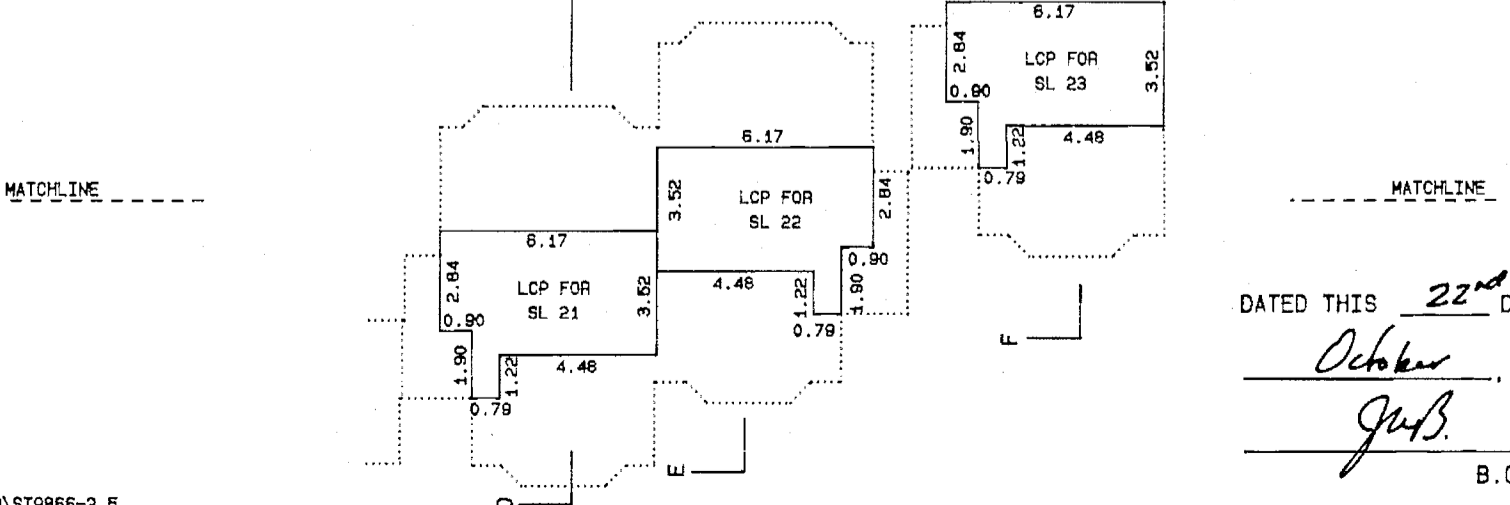 6.17
2.84
LCP FOR
SL 23
3.52
0.90
1.90
1.22
4.48
0.79
MATCHLINE
MATCHLINE
6.17
3.52
LCP FOR
SL 22
2.84
0.90
4.48
1.22
1.90
0.79
6.17
2.84
LCP FOR
SL 21
3.52
0.90
1.90
1.22
4.48
0.79
F
E
DATED THIS 22nd D
October
B.C